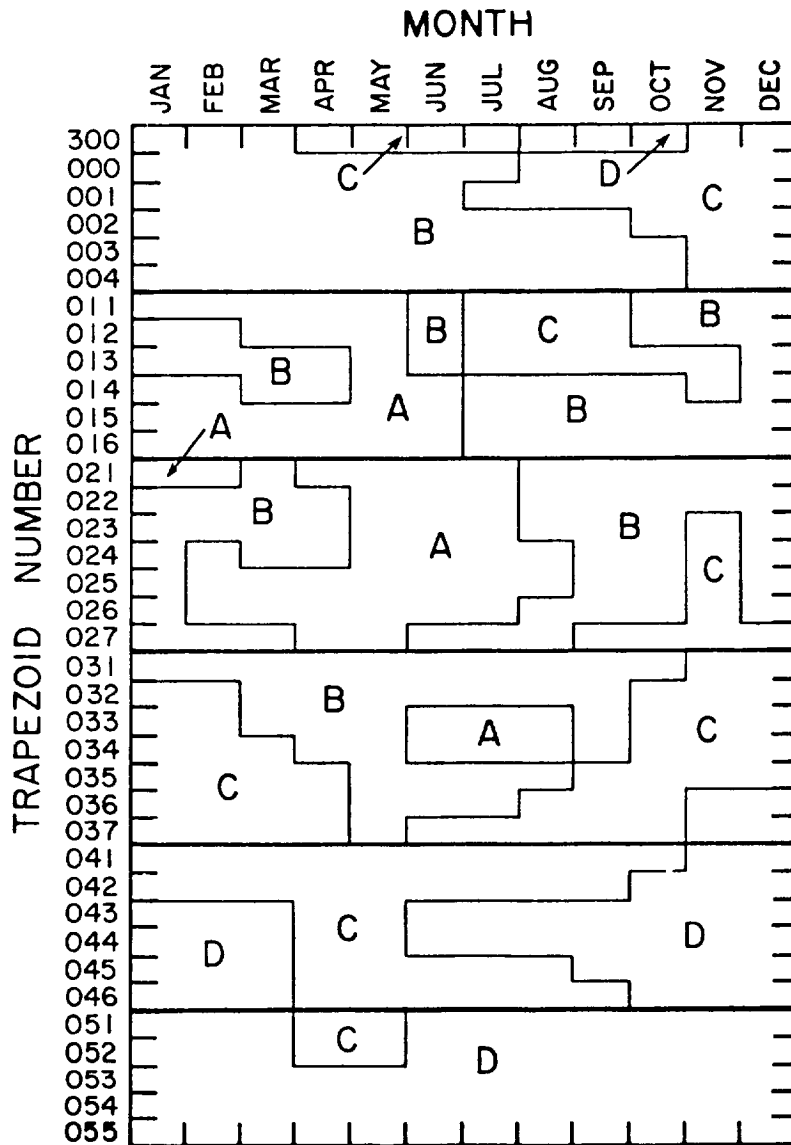 MONTH
JAN FEB MAR APR MAY JUN JUL AUG SEP OCT NOV DEC
TRAPEZOID NUMBER
300
000
C D
001
C
002
B
003
004
011
B
012
B C
013
B
014
A B
015
A
016
021
022
B
023
B
024
A
025
C
026
027
031
032
B
033
034
A C
035
C
036
037
041
042
043
044
C D
045
D
046
051
052
C
053
D
054
055